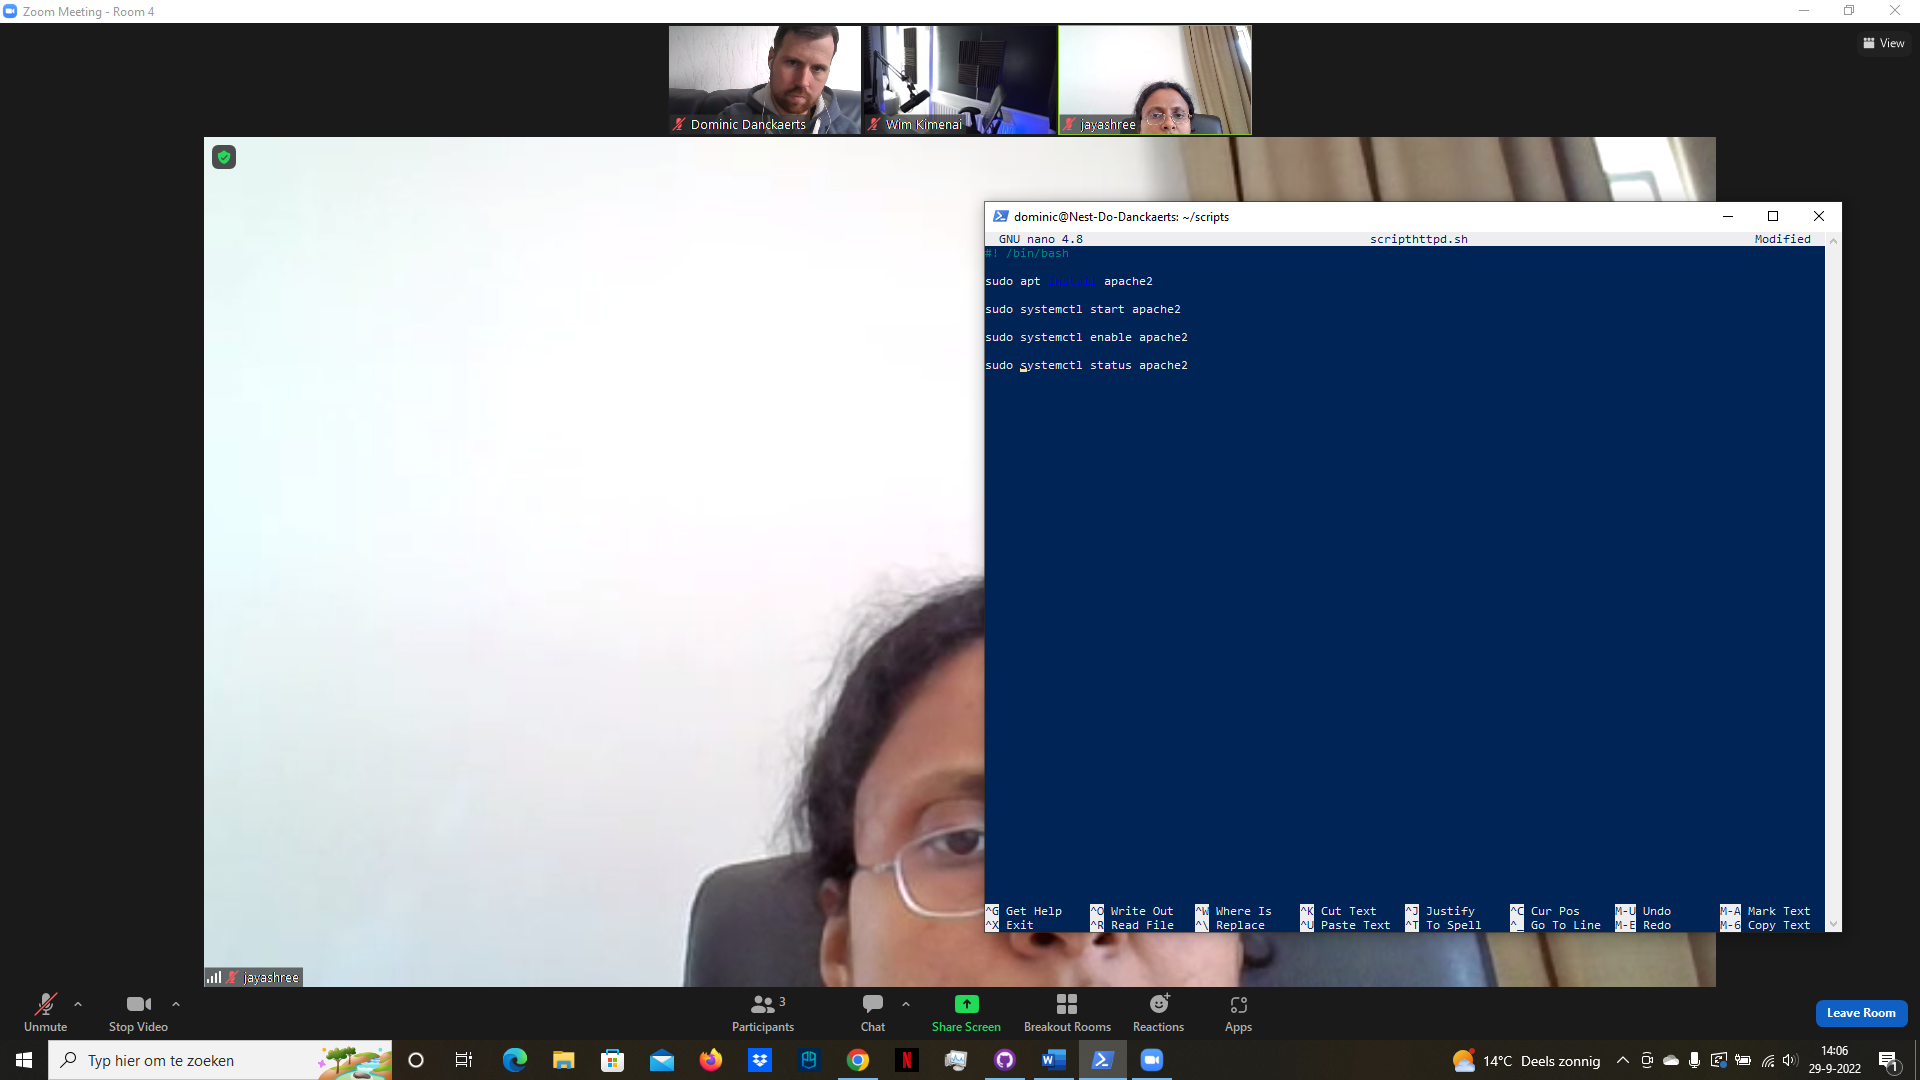 Zoom Meeting - Room 4
View
Dominic Danckaerts
Wim Kimenai
jayashree
dominic@Nest-Do-Danckaerts: ~/scripts
GNU nano 4.8 scripthttpd.sh Modified
#! /bin/bash
sudo apt install apache2
sudo systemctl start apache2
sudo systemctl enable apache2
sudo systemctl status apache2
^G Get Help ^O Write Out ^W Where Is ^K Cut Text ^J Justify ^C Cur Pos M-U Undo M-A Mark Text
^X Exit ^R Read File ^\ Replace ^U Paste Text ^T To Spell ^_ Go To Line M-E Redo M-6 Copy Text
jayashree
Unmute
Stop Video
3
Participants
Chat
Share Screen
Breakout Rooms
Reactions
Apps
Leave Room
Typ hier om te zoeken
14°C Deels zonnig
14:06
29-9-2022
1